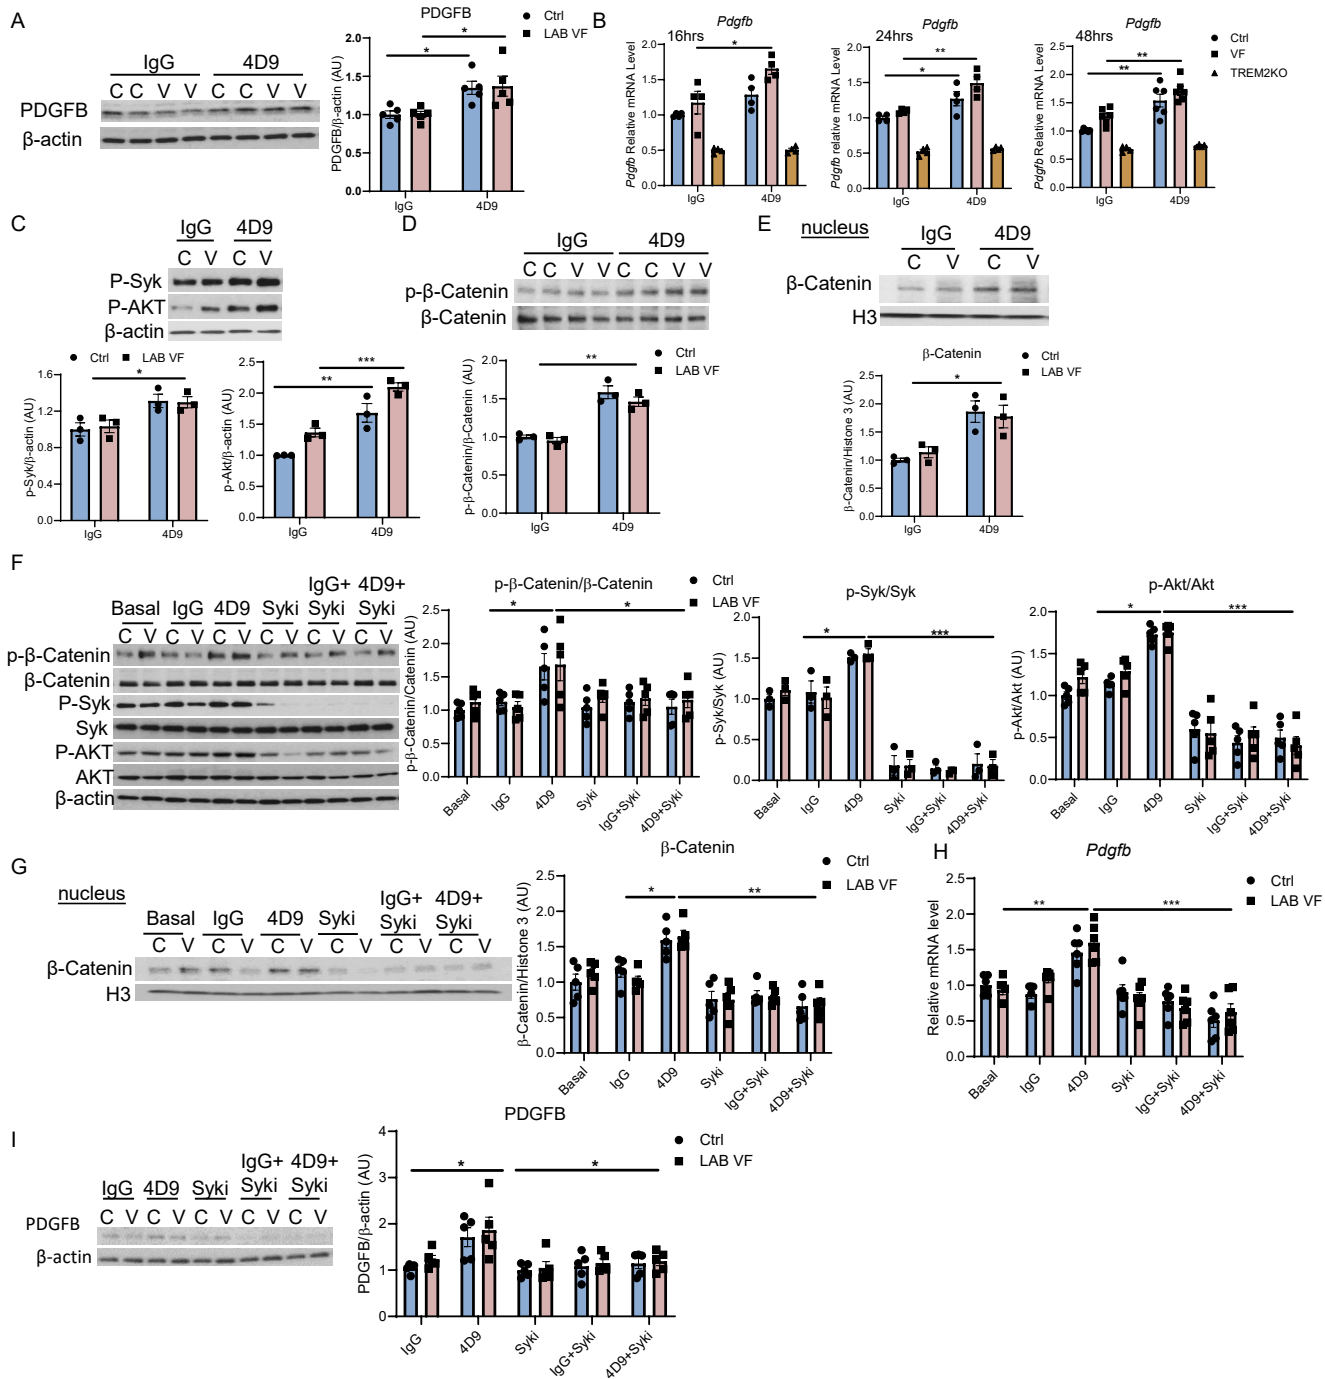 A
PDGFB
Ctrl
LAB VF
IgG 4D9
C C V V C C V V
PDGFB
β-actin
PDGFB/β-actin (AU)
2.0
1.5
1.0
0.5
0.0
* *
IgG 4D9
B
Pdgfb Pdgfb Pdgfb
16hrs 24hrs 48hrs
Ctrl
VF
TREM2KO
Pdgfb Relative mRNA Level
2.0
1.5
1.0
0.5
0.0
*
IgG 4D9
Pdgfb relative mRNA Level
2.0
1.5
1.0
0.5
0.0
* **
IgG 4D9
Pdgfb Relative mRNA Level
2.0
1.5
1.0
0.5
0.0
** **
IgG 4D9
C
IgG 4D9
C V C V
P-Syk
P-AKT
β-actin
Ctrl LAB VF
p-Syk/β-actin (AU)
1.6
1.2
0.8
0.4
0.0
*
IgG 4D9
p-Akt/β-actin (AU)
2.5
2.0
1.5
1.0
0.5
0.0
** ***
IgG 4D9
D
IgG 4D9
C C V V C C V V
p-β-Catenin
β-Catenin
Ctrl
LAB VF
p-β-Catenin/β-Catenin (AU)
2.0
1.5
1.0
0.5
0.0
**
IgG 4D9
E
nucleus
IgG 4D9
C V C V
β-Catenin
H3
β-Catenin
Ctrl
LAB VF
β-Catenin/Histone 3 (AU)
2.5
2.0
1.5
1.0
0.5
0.0
*
IgG 4D9
F
IgG+ 4D9+
Basal IgG 4D9 Syki Syki Syki
C V C V C V C V C V C V
p-β-Catenin
β-Catenin
P-Syk
Syk
P-AKT
AKT
β-actin
p-β-Catenin/β-Catenin
Ctrl
LAB VF
p-β-Catenin/Catenin (AU)
2.5
2.0
1.5
1.0
0.5
0.0
* *
Basal IgG 4D9 Syki IgG+Syki 4D9+Syki
p-Syk/Syk
p-Syk/Syk (AU)
2.0
1.5
1.0
0.5
0.0
* ***
Basal IgG 4D9 Syki IgG+Syki 4D9+Syki
p-Akt/Akt
p-Akt/Akt (AU)
2.0
1.5
1.0
0.5
0.0
* ***
Basal IgG 4D9 Syki IgG+Syki 4D9+Syki
G
nucleus
IgG+ 4D9+
Basal IgG 4D9 Syki Syki Syki
C V C V C V C V C V C V
β-Catenin
H3
β-Catenin
Ctrl
LAB VF
β-Catenin/Histone 3 (AU)
2.5
2.0
1.5
1.0
0.5
0.0
* **
Basal IgG 4D9 Syki IgG+Syki 4D9+Syki
H
Pdgfb
Ctrl
LAB VF
Relative mRNA level
2.5
2.0
1.5
1.0
0.5
0.0
** ***
Basal IgG 4D9 Syki IgG+Syki 4D9+Syki
I
IgG+ 4D9+
IgG 4D9 Syki Syki Syki
C V C V C V C V C V
PDGFB
β-actin
PDGFB
Ctrl
LAB VF
PDGFB/β-actin (AU)
4
3
2
1
0
* *
IgG 4D9 Syki IgG+Syki 4D9+Syki